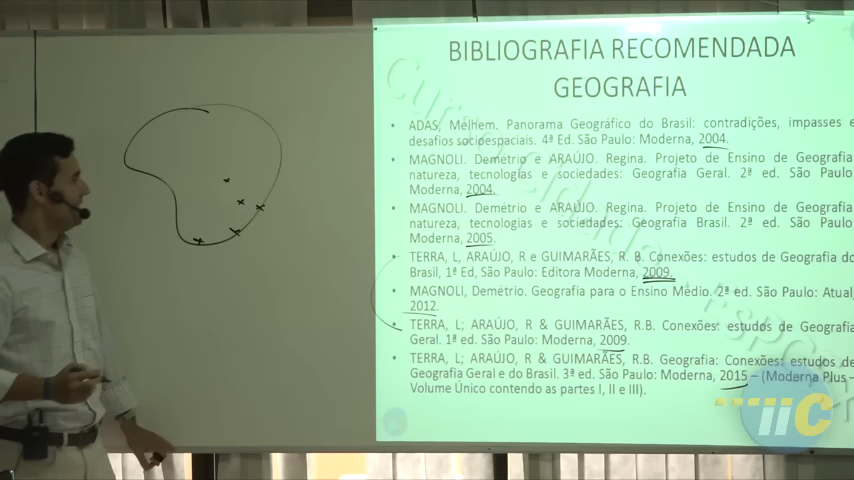 BIBLIOGRAFIA RECOMENDADA
GEOGRAFIA
• ADAS, Melhem. Panorama Geográfico do Brasil: contradições, impasses e
desafios socioespaciais. 4ª Ed. São Paulo: Moderna, 2004.
• MAGNOLI. Demétrio e ARAÚJO. Regina. Projeto de Ensino de Geografia
natureza, tecnologias e sociedades: Geografia Geral. 2ª ed. São Paulo
Moderna, 2004.
• MAGNOLI. Demétrio e ARAÚJO. Regina. Projeto de Ensino de Geografia
natureza, tecnologias e sociedades: Geografia Brasil. 2ª ed. São Paulo
Moderna, 2005.
• TERRA, L, ARAÚJO, R e GUIMARÃES, R. B. Conexões: estudos de Geografia do
Brasil, 1ª Ed, São Paulo: Editora Moderna, 2009.
• MAGNOLI, Demétrio. Geografia para o Ensino Médio. 2ª ed. São Paulo: Atual,
2012.
• TERRA, L; ARAÚJO, R & GUIMARÃES, R.B. Conexões: estudos de Geografia
Geral. 1ª ed. São Paulo: Moderna, 2009.
• TERRA, L; ARAÚJO, R & GUIMARÃES, R.B. Geografia: Conexões: estudos de
Geografia Geral e do Brasil. 3ª ed. São Paulo: Moderna, 2015 – (Moderna Plus –
Volume Único contendo as partes I, II e III).
Curso Cidade
iiC